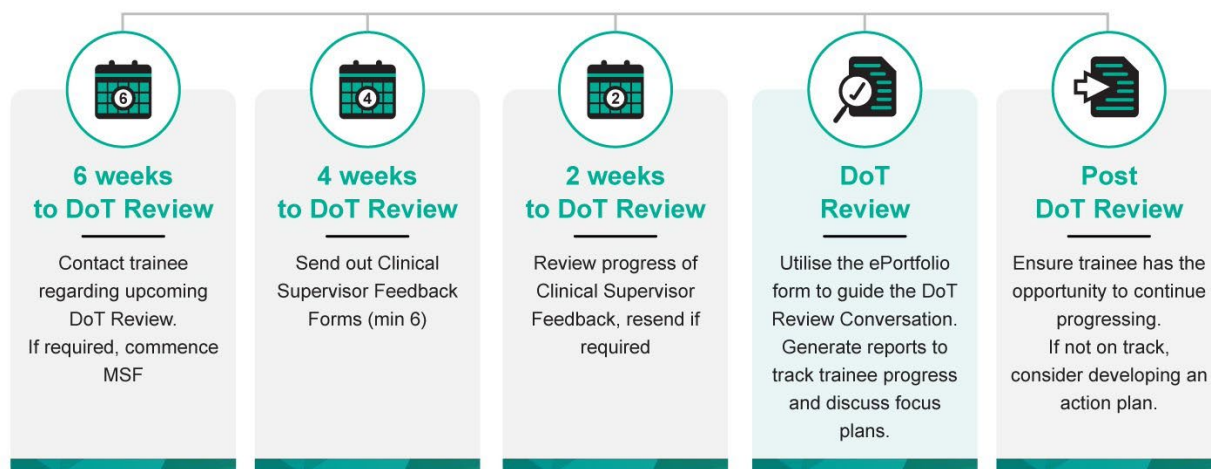 6
6 weeks
to DoT Review
Contact trainee
regarding upcoming
DoT Review.
If required, commence
MSF
4
4 weeks
to DoT Review
Send out Clinical
Supervisor Feedback
Forms (min 6)
2
2 weeks
to DoT Review
Review progress of
Clinical Supervisor
Feedback, resend if
required
DoT
Review
Utilise the ePortfolio
form to guide the DoT
Review Conversation.
Generate reports to
track trainee progress
and discuss focus
plans.
Post
DoT Review
Ensure trainee has the
opportunity to continue
progressing.
If not on track,
consider developing an
action plan.